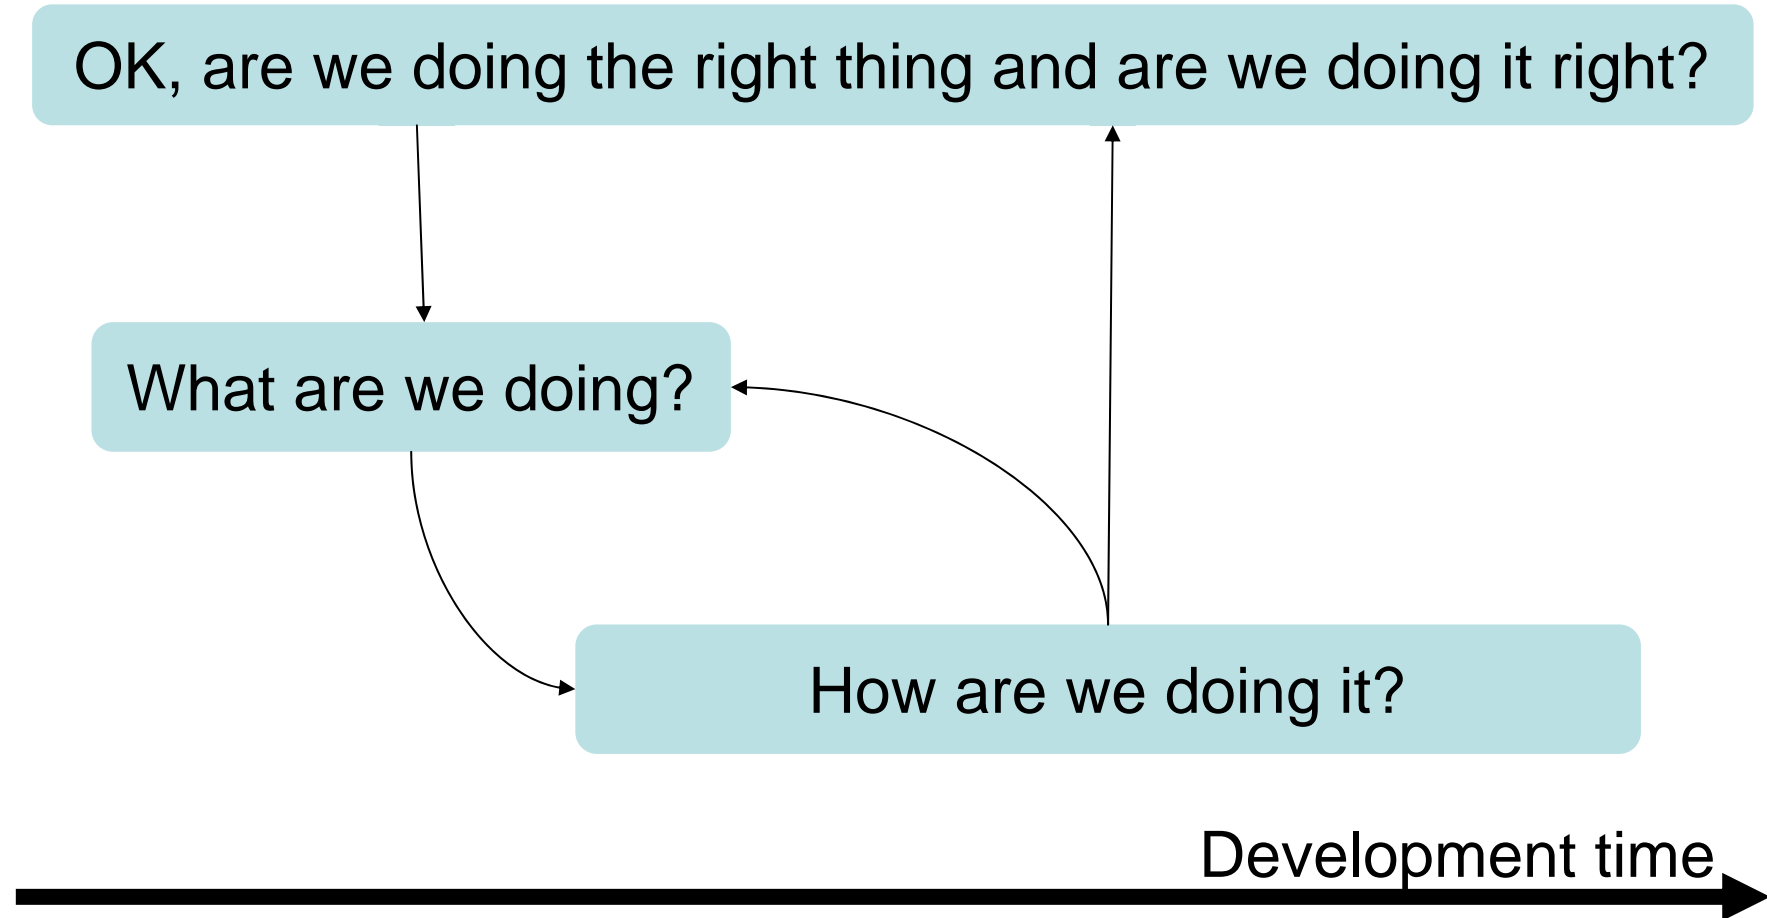 OK, are we doing the right thing and are we doing it right?
What are we doing?
How are we doing it?
Development time